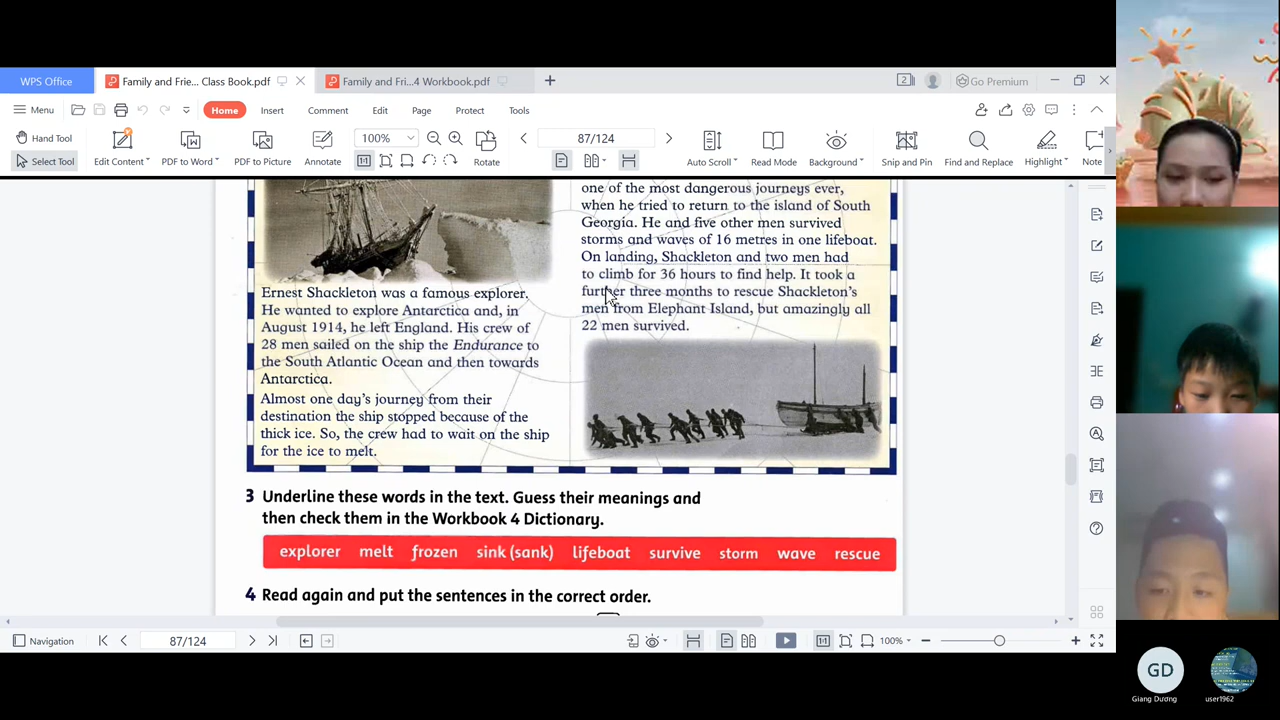 WPS Office
Family and Frie... Class Book.pdf
Family and Fri...4 Workbook.pdf
2
Go Premium
Menu
Home
Insert
Comment
Edit
Page
Protect
Tools
Hand Tool
Select Tool
Edit Content
PDF to Word
PDF to Picture
Annotate
100%
Rotate
87/124
Auto Scroll
Read Mode
Background
Snip and Pin
Find and Replace
Highlight
Note
Ernest Shackleton was a famous explorer.
He wanted to explore Antarctica and, in
August 1914, he left England. His crew of
28 men sailed on the ship the Endurance to
the South Atlantic Ocean and then towards
Antarctica.
Almost one day's journey from their
destination the ship stopped because of the
thick ice. So, the crew had to wait on the ship
for the ice to melt.
one of the most dangerous journeys ever,
when he tried to return to the island of South
Georgia. He and five other men survived
storms and waves of 16 metres in one lifeboat.
On landing, Shackleton and two men had
to climb for 36 hours to find help. It took a
further three months to rescue Shackleton's
men from Elephant Island, but amazingly all
22 men survived.
3 Underline these words in the text. Guess their meanings and
then check them in the Workbook 4 Dictionary.
explorer melt frozen sink (sank) lifeboat survive storm wave rescue
4 Read again and put the sentences in the correct order.
Navigation
87/124
100%
GD
Giang Dương
user1962